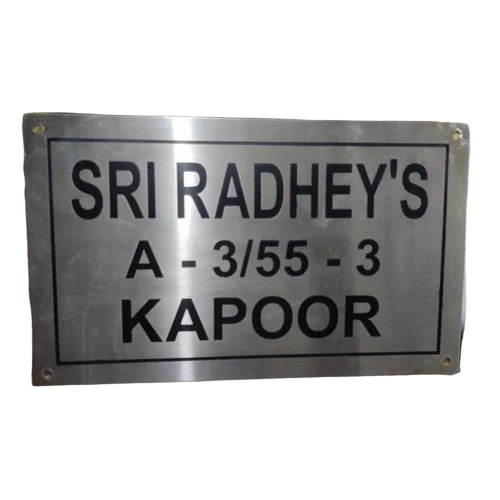 SRI RADHEY'S
A - 3/55 - 3
KAPOOR